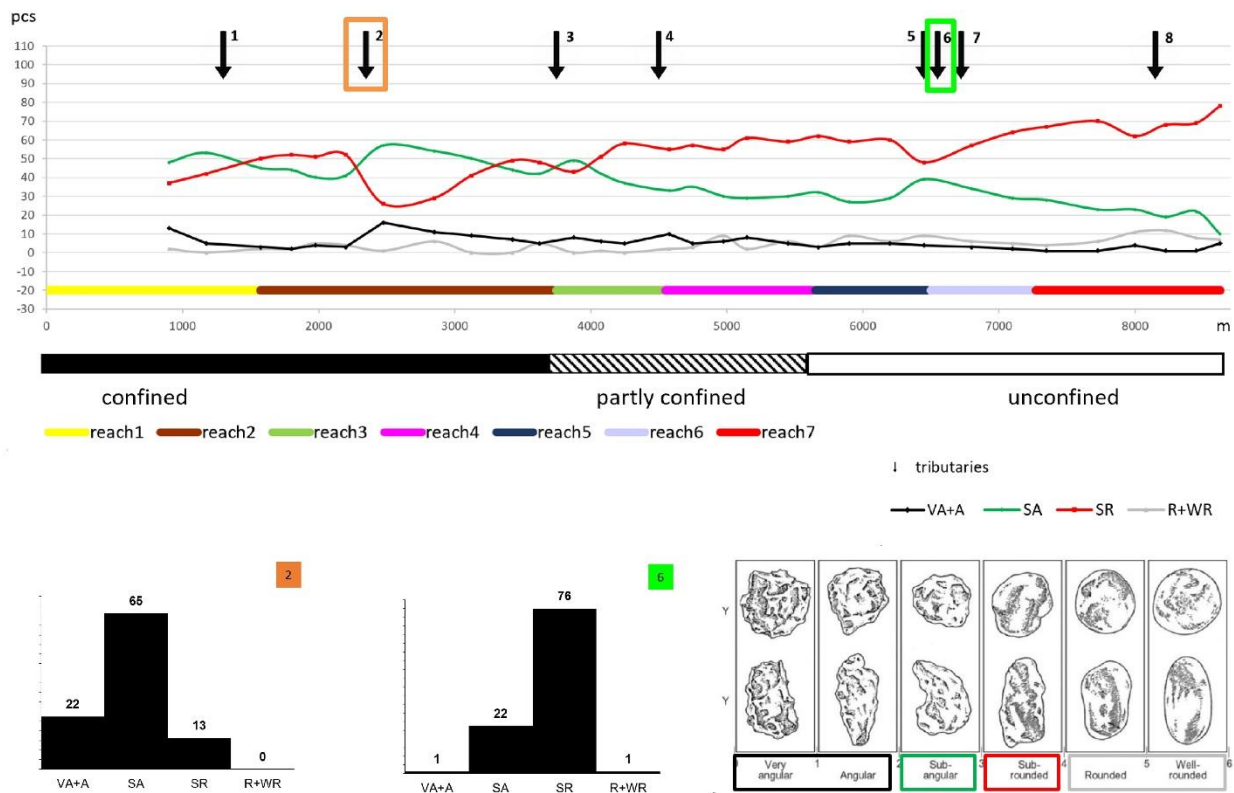 pcs
1
2
3
4
5
6
7
8
110
100
90
80
70
60
50
40
30
20
10
0
-10
-20
-30
0 1000 2000 3000 4000 5000 6000 7000 8000 m
confined partly confined unconfined
reach1 reach2 reach3 reach4 reach5 reach6 reach7
↓ tributaries
VA+A SA SR R+WR
2
65
22
13
0
VA+A SA SR R+WR
6
76
22
1
1
VA+A SA SR R+WR
Y
Y
1 2 3 4 5 6
Very angular
Angular
Sub-angular
Sub-rounded
Rounded
Well-rounded